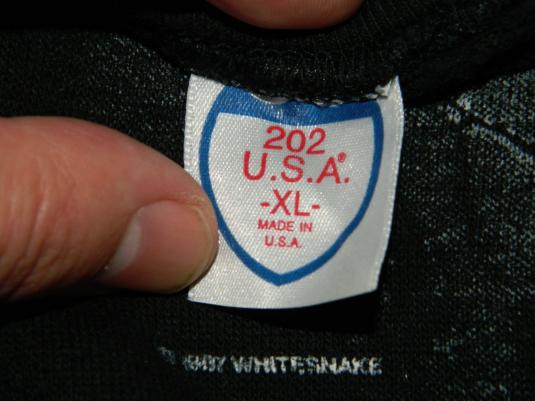 202
U.S.A.®
-XL-
MADE IN
U.S.A.
WHITESNAKE